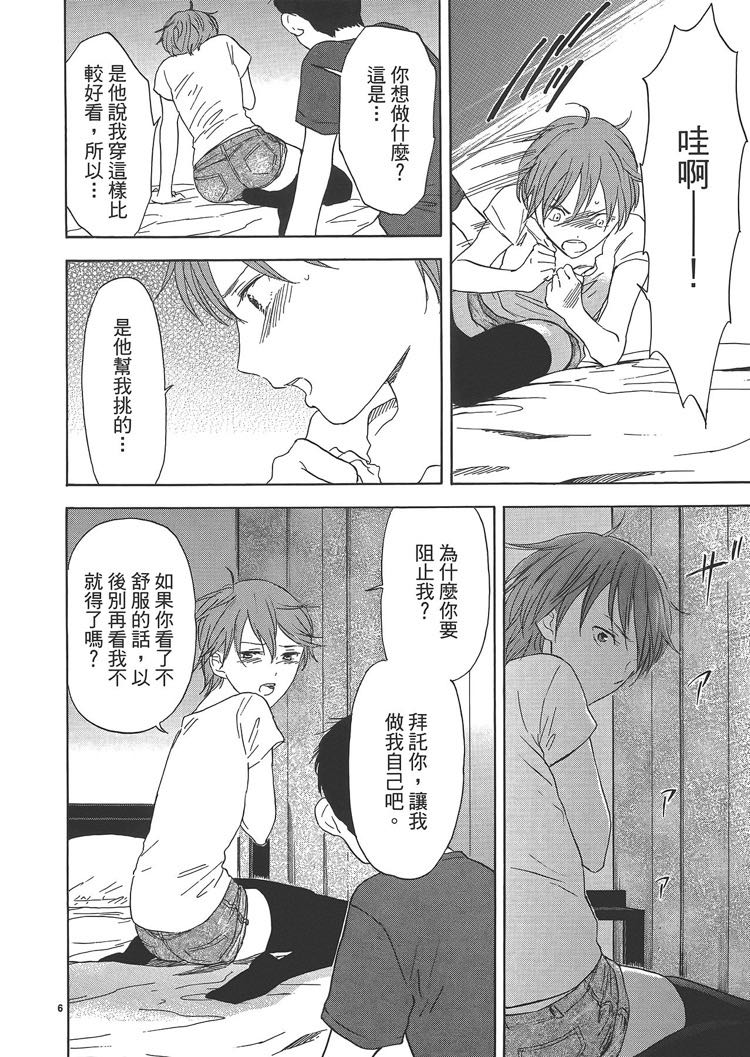 哇啊——!
你想做什麼?
這是…
是他說我穿這樣比
較好看,所以…
是他幫我挑的…
為什麼你要
阻止我?
拜託你,讓我
做我自己吧。
如果你看了不
舒服的話,以
後別再看我不
就得了嗎?
6